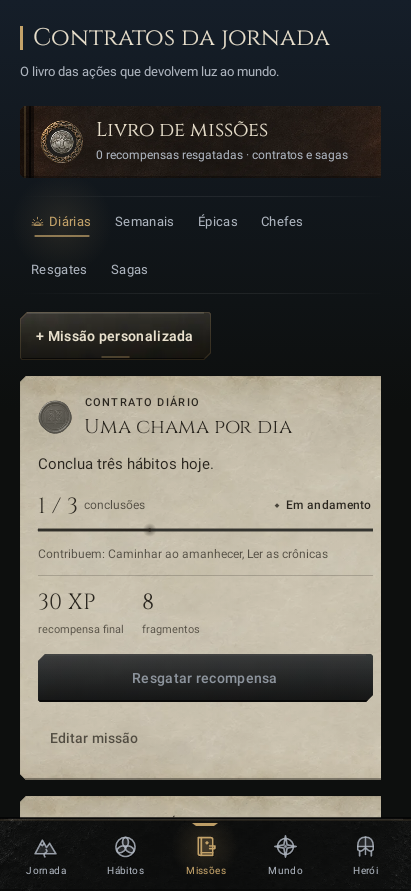 Contratos da Jornada
O livro das ações que devolvem luz ao mundo.
Livro de Missões
0 recompensas resgatadas · contratos e sagas
Diárias Semanais Épicas Chefes
Resgates Sagas
+ Missão personalizada
CONTRATO DIÁRIO
Uma chama por dia
Conclua três hábitos hoje.
1 / 3 conclusões Em andamento
Contribuem: Caminhar ao amanhecer, Ler as crônicas
30 XP 8
recompensa final fragmentos
Resgatar recompensa
Editar missão
Jornada Hábitos Missões Mundo Herói